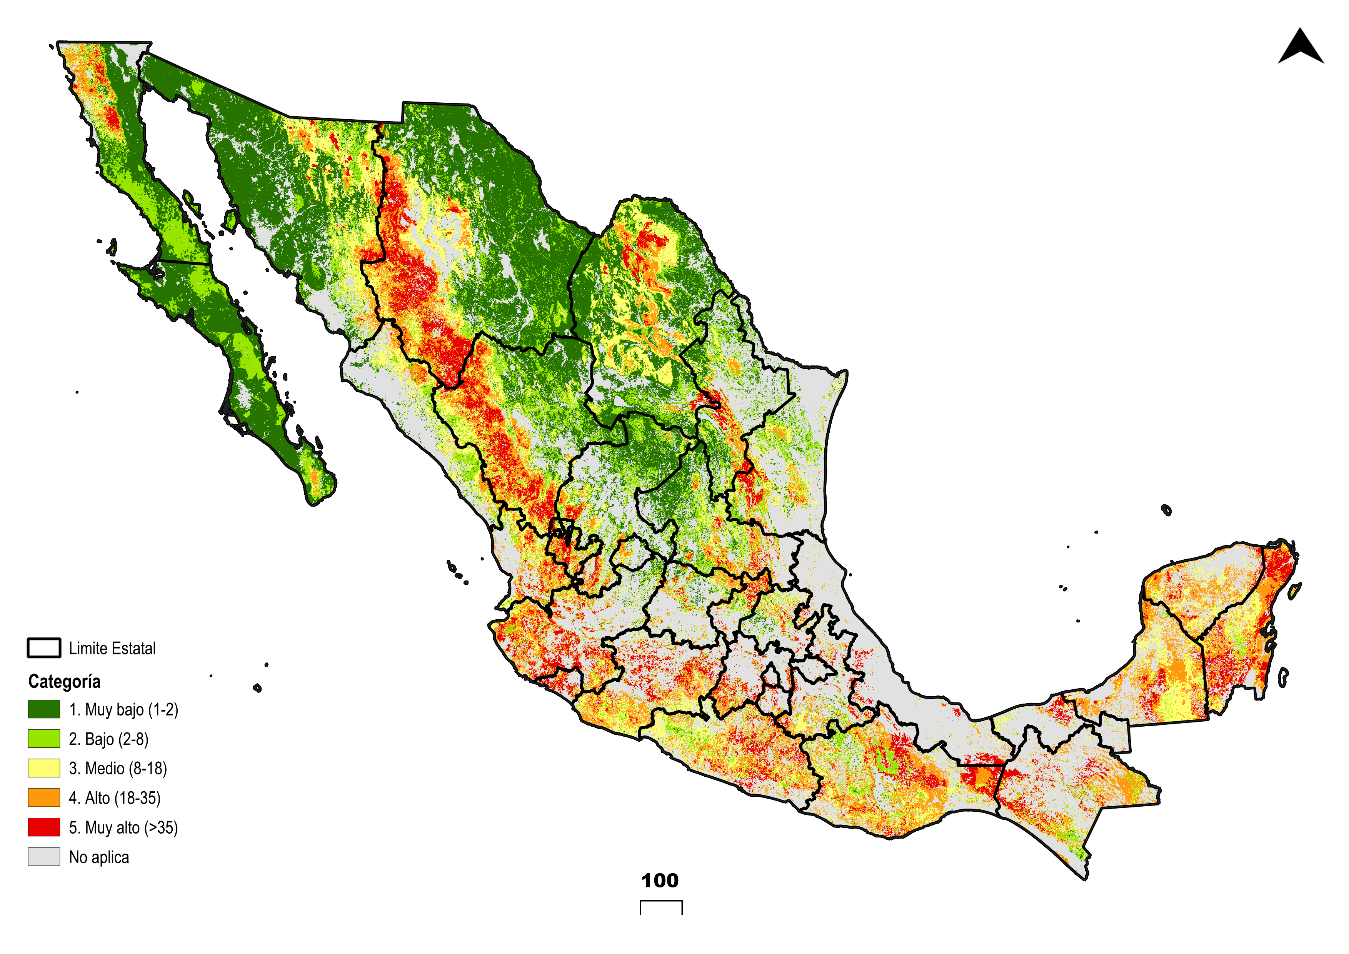 Limite Estatal
Categoría
1. Muy bajo (1-2)
2. Bajo (2-8)
3. Medio (8-18)
4. Alto (18-35)
5. Muy alto (>35)
No aplica
100